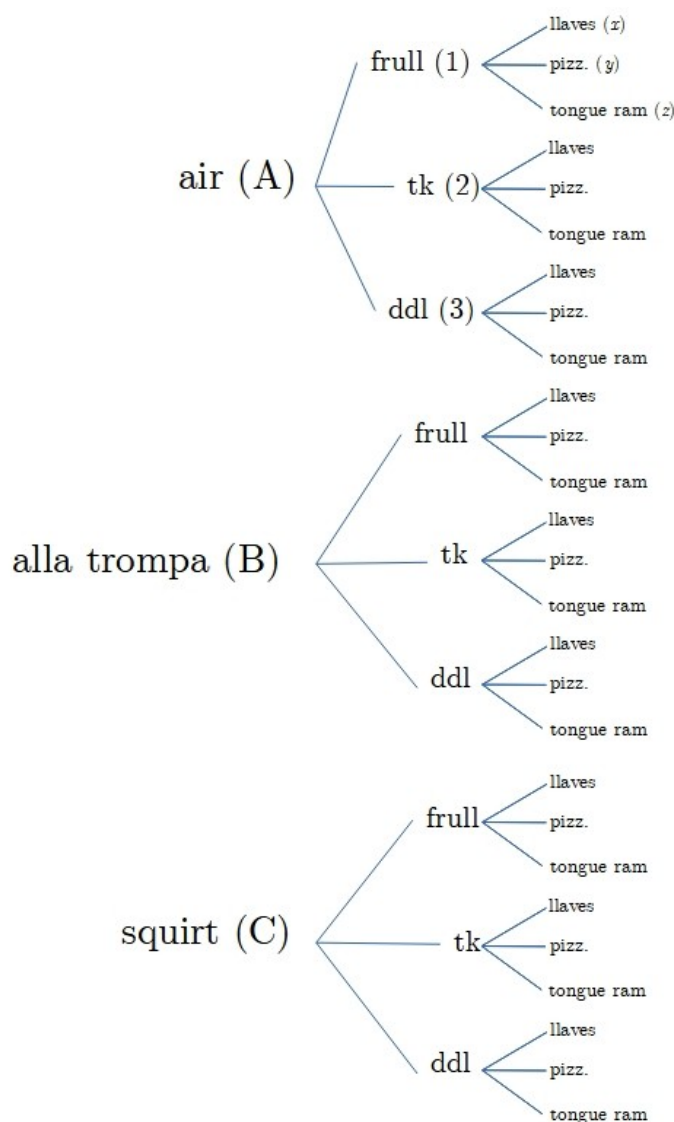 llaves (x)
frull (1)
pizz. (y)
tongue ram (z)
llaves
air (A)
tk (2)
pizz.
tongue ram
llaves
ddl (3)
pizz.
tongue ram
llaves
frull
pizz.
tongue ram
llaves
alla trompa (B)
tk
pizz.
tongue ram
llaves
ddl
pizz.
tongue ram
llaves
frull
pizz.
tongue ram
llaves
squirt (C)
tk
pizz.
tongue ram
llaves
ddl
pizz.
tongue ram